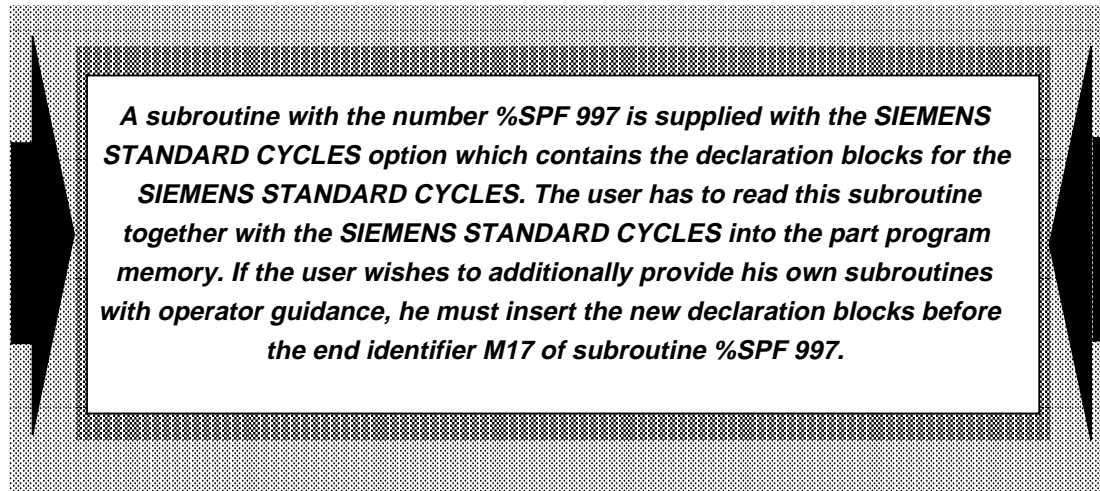 A subroutine with the number %SPF 997 is supplied with the SIEMENS
STANDARD CYCLES option which contains the declaration blocks for the
SIEMENS STANDARD CYCLES. The user has to read this subroutine
together with the SIEMENS STANDARD CYCLES into the part program
memory. If the user wishes to additionally provide his own subroutines
with operator guidance, he must insert the new declaration blocks before
the end identifier M17 of subroutine %SPF 997.